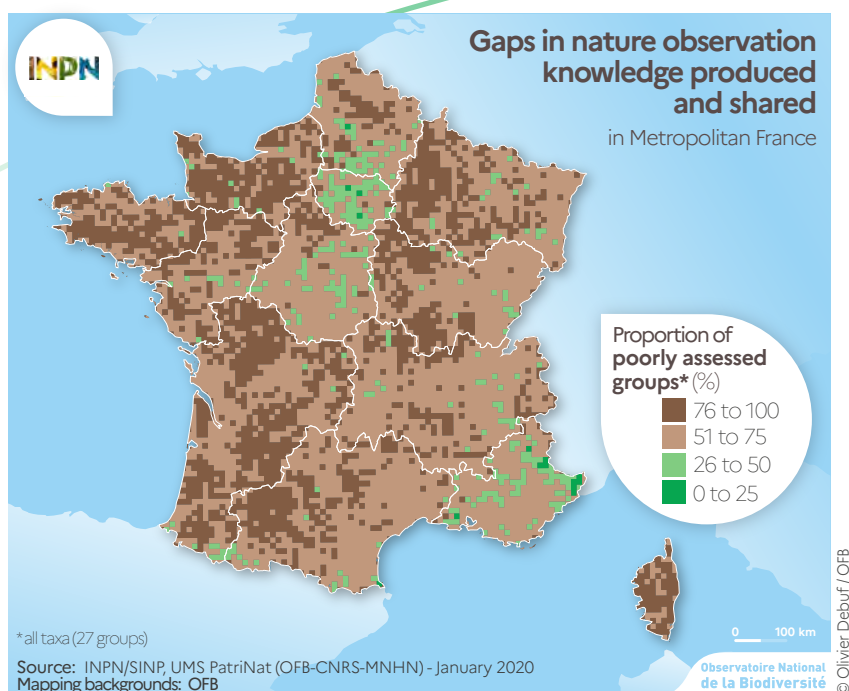 INPN
Gaps in nature observation
knowledge produced
and shared
in Metropolitan France
Proportion of
poorly assessed
groups* (%)
76 to 100
51 to 75
26 to 50
0 to 25
0 100 km
*all taxa (27 groups)
Source: INPN/SINP, UMS PatriNat (OFB-CNRS-MNHN) - January 2020
Mapping backgrounds: OFB
Observatoire National
de la Biodiversité
© Olivier Debuf / OFB